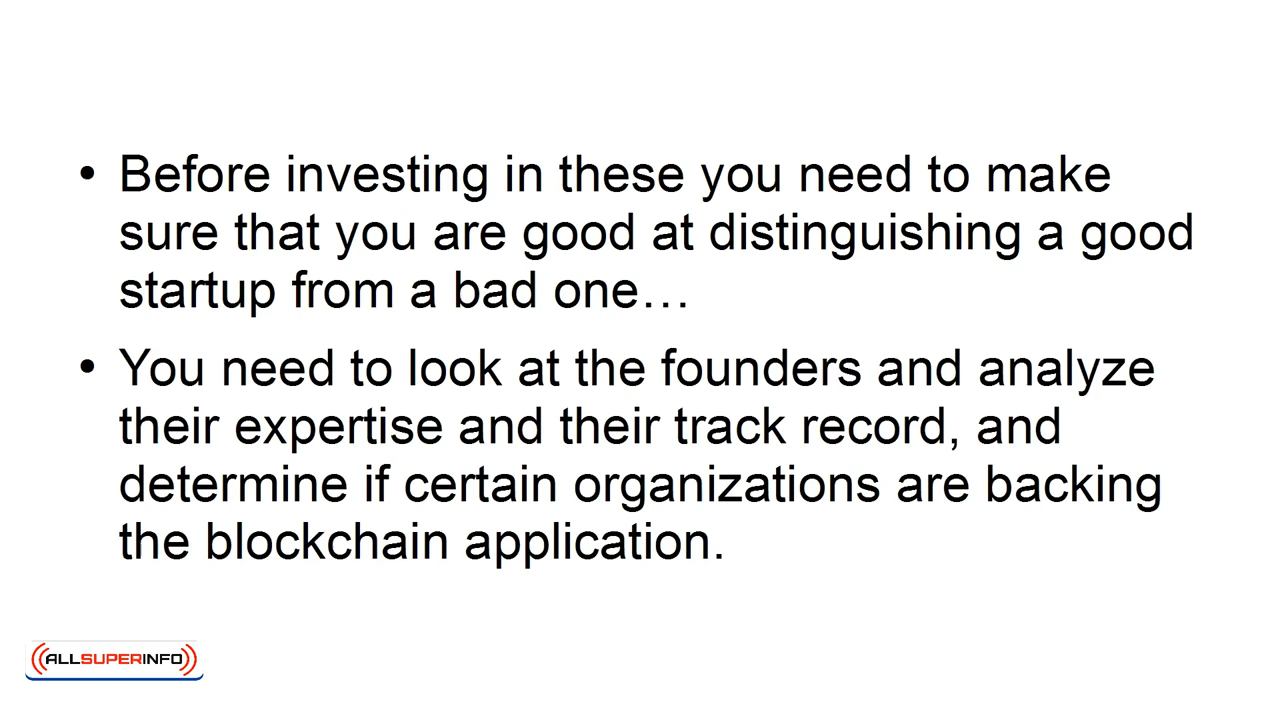 • Before investing in these you need to make
sure that you are good at distinguishing a good
startup from a bad one…
• You need to look at the founders and analyze
their expertise and their track record, and
determine if certain organizations are backing
the blockchain application.
ALLSUPERINFO